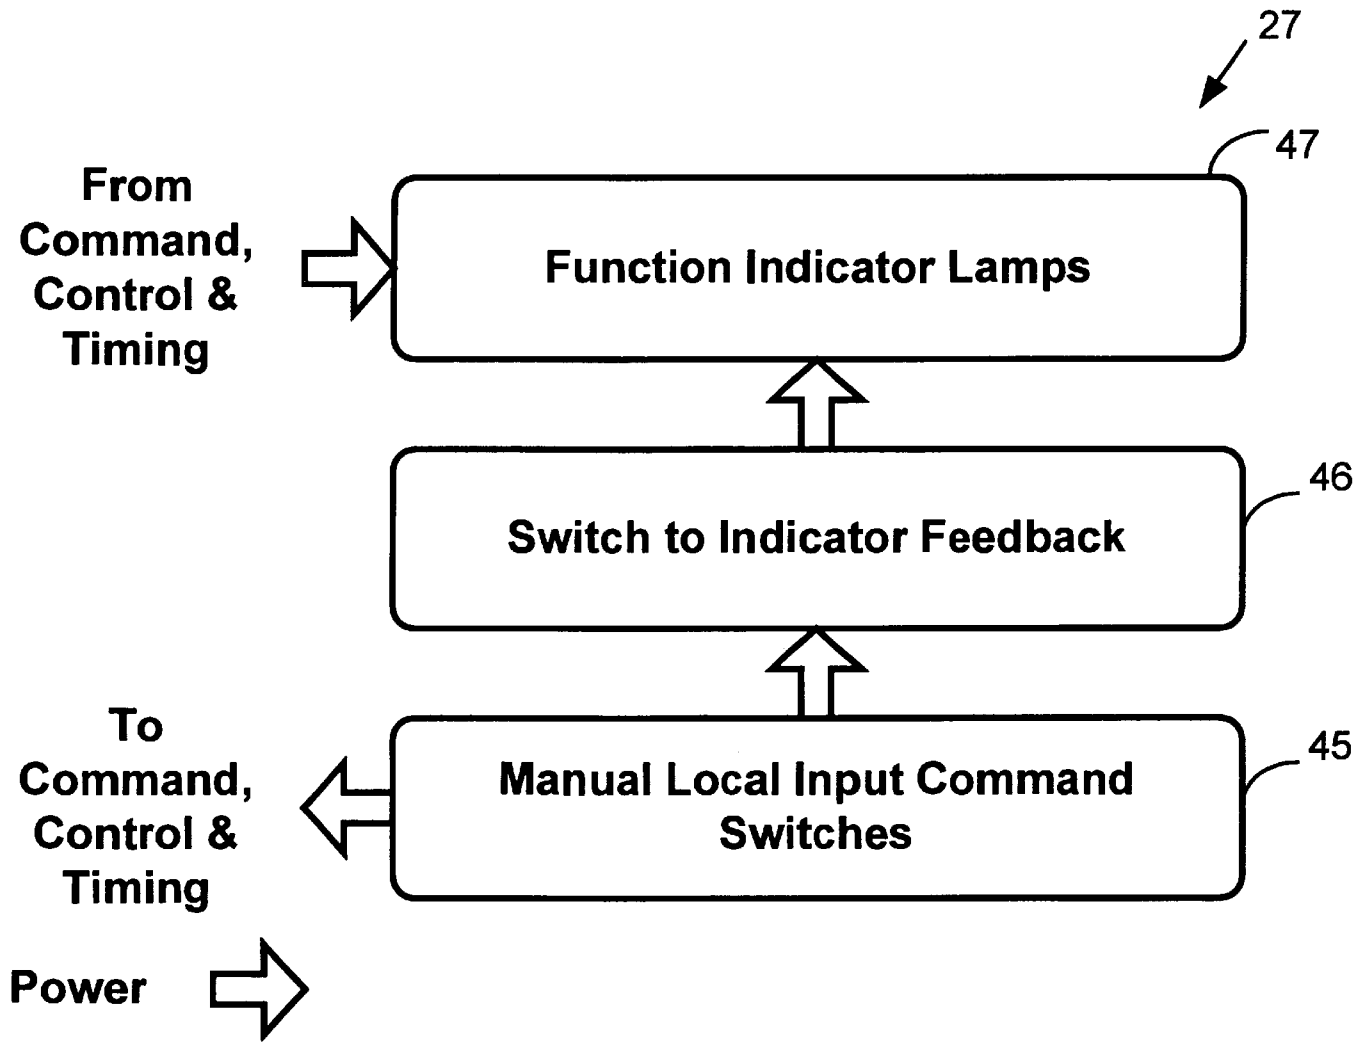 27
47
From
Command,
Control &
Timing
Function Indicator Lamps
46
Switch to Indicator Feedback
45
To
Command,
Control &
Timing
Manual Local Input Command
Switches
Power